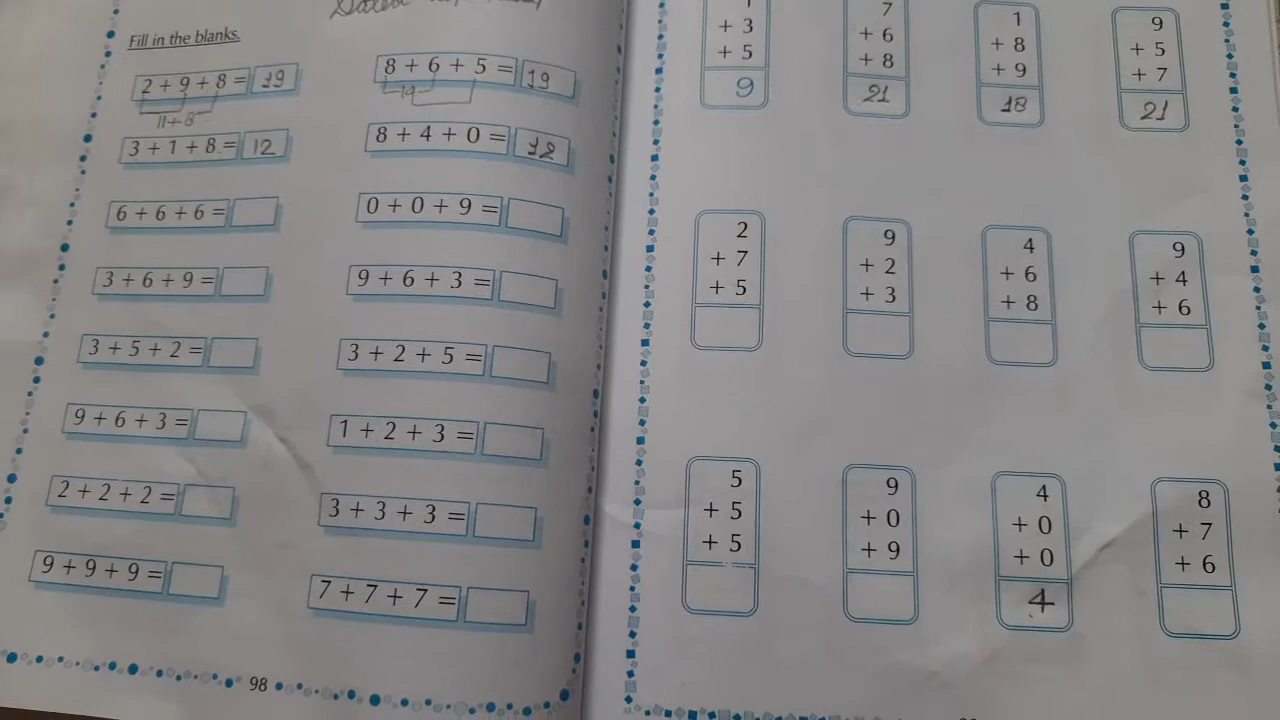 Fill in the blanks.
2 + 9 + 8 = 19
11+8
3 + 1 + 8 = 12
6 + 6 + 6 =
3 + 6 + 9 =
3 + 5 + 2 =
9 + 6 + 3 =
2 + 2 + 2 =
9 + 9 + 9 =
8 + 6 + 5 = 19
14
8 + 4 + 0 = 12
0 + 0 + 9 =
9 + 6 + 3 =
3 + 2 + 5 =
1 + 2 + 3 =
3 + 3 + 3 =
7 + 7 + 7 =
98
+ 3
+ 5
9
7
+ 6
+ 8
21
1
+ 8
+ 9
18
9
+ 5
+ 7
21
2
+ 7
+ 5
9
+ 2
+ 3
4
+ 6
+ 8
9
+ 4
+ 6
5
+ 5
+ 5
9
+ 0
+ 9
4
+ 0
+ 0
4
8
+ 7
+ 6